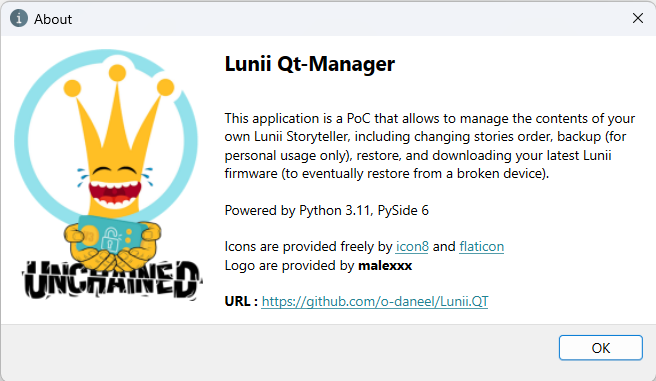 About
Lunii Qt-Manager
This application is a PoC that allows to manage the contents of your
own Lunii Storyteller, including changing stories order, backup (for
personal usage only), restore, and downloading your latest Lunii
firmware (to eventually restore from a broken device).
Powered by Python 3.11, PySide 6
Icons are provided freely by icon8 and flaticon
Logo are provided by malexxx
UNCHAINED
URL : https://github.com/o-daneel/Lunii.QT
OK